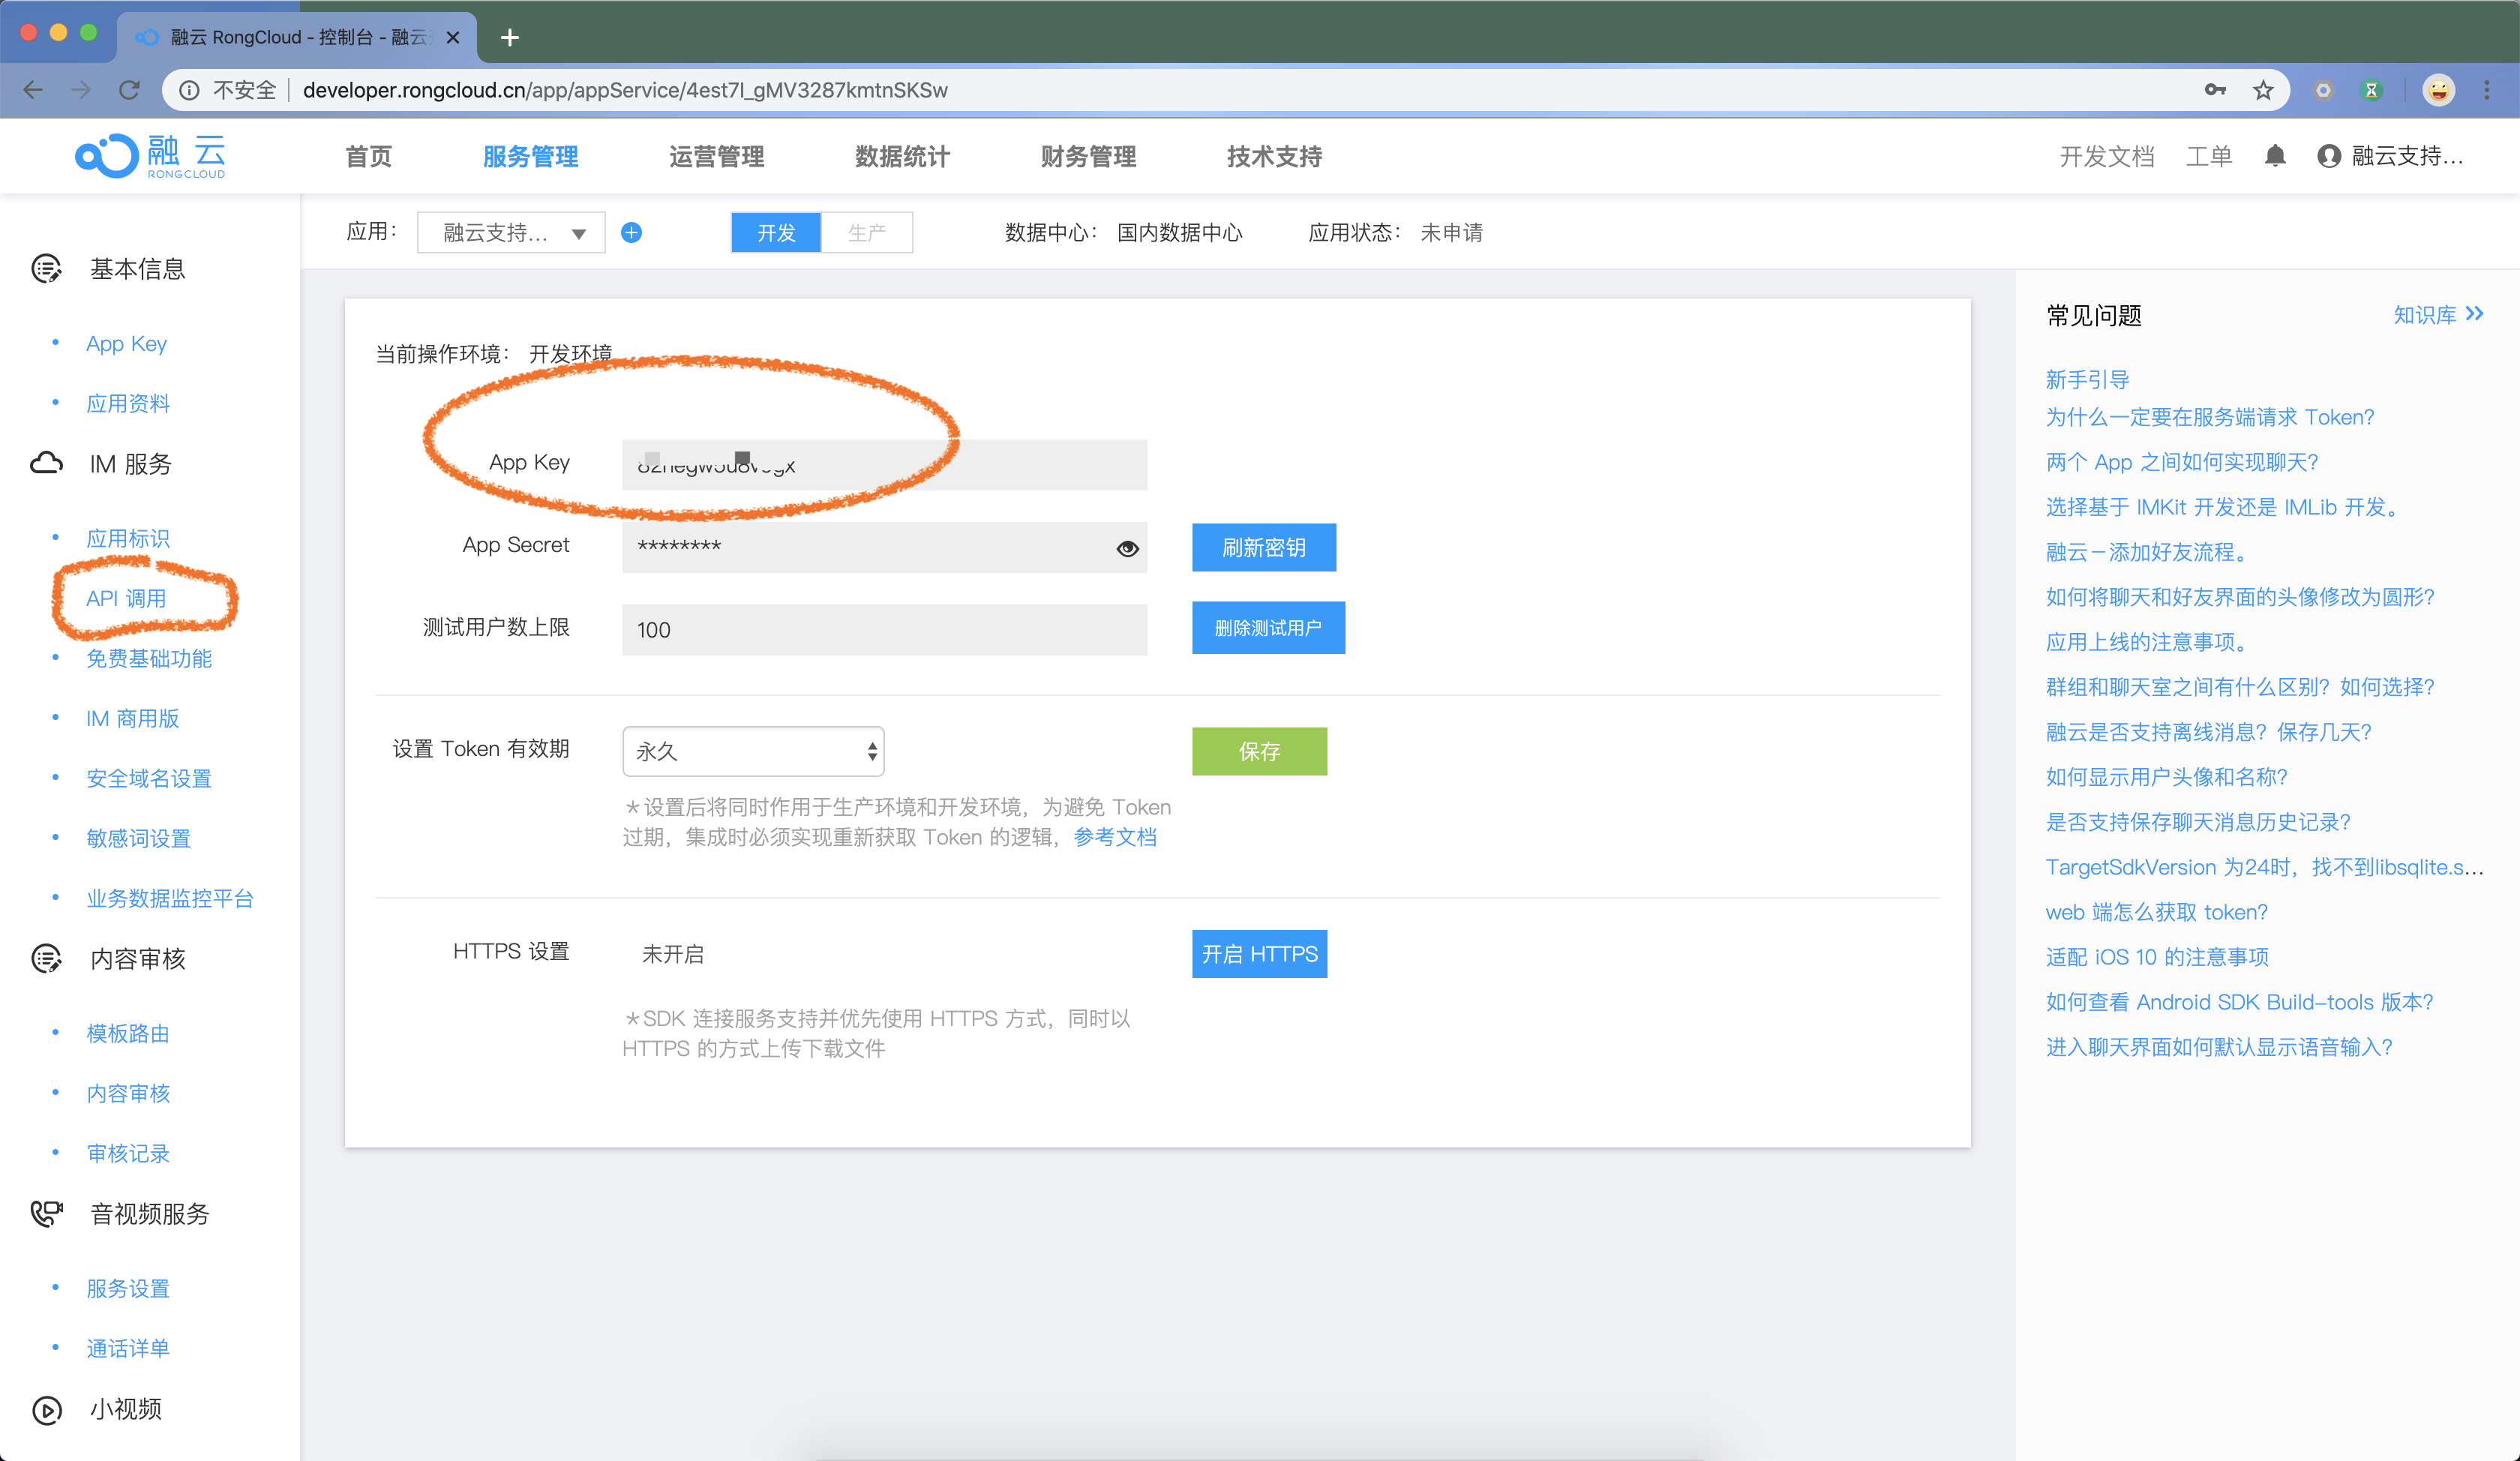 融云 RongCloud - 控制台 - 融云
不安全 developer.rongcloud.cn/app/appService/4est7l_gMV3287kmtnSKSw
融云 RONGCLOUD 首页 服务管理 运营管理 数据统计 财务管理 技术支持 开发文档 工单 融云支持...
应用： 融云支持... 开发 生产 数据中心： 国内数据中心 应用状态： 未申请
基本信息
App Key
应用资料
IM 服务
应用标识
API 调用
免费基础功能
IM 商用版
安全域名设置
敏感词设置
业务数据监控平台
内容审核
模板路由
内容审核
审核记录
音视频服务
服务设置
通话详单
小视频
当前操作环境： 开发环境
App Key
App Secret ******** 刷新密钥
测试用户数上限 100 删除测试用户
设置 Token 有效期 永久 保存
*设置后将同时作用于生产环境和开发环境，为避免 Token
过期，集成时必须实现重新获取 Token 的逻辑，参考文档
HTTPS 设置 未开启 开启 HTTPS
*SDK 连接服务支持并优先使用 HTTPS 方式，同时以
HTTPS 的方式上传下载文件
常见问题 知识库
新手引导
为什么一定要在服务端请求 Token?
两个 App 之间如何实现聊天?
选择基于 IMKit 开发还是 IMLib 开发。
融云－添加好友流程。
如何将聊天和好友界面的头像修改为圆形?
应用上线的注意事项。
群组和聊天室之间有什么区别？如何选择?
融云是否支持离线消息？保存几天?
如何显示用户头像和名称?
是否支持保存聊天消息历史记录?
TargetSdkVersion 为24时，找不到libsqlite.s...
web 端怎么获取 token?
适配 iOS 10 的注意事项
如何查看 Android SDK Build-tools 版本?
进入聊天界面如何默认显示语音输入?